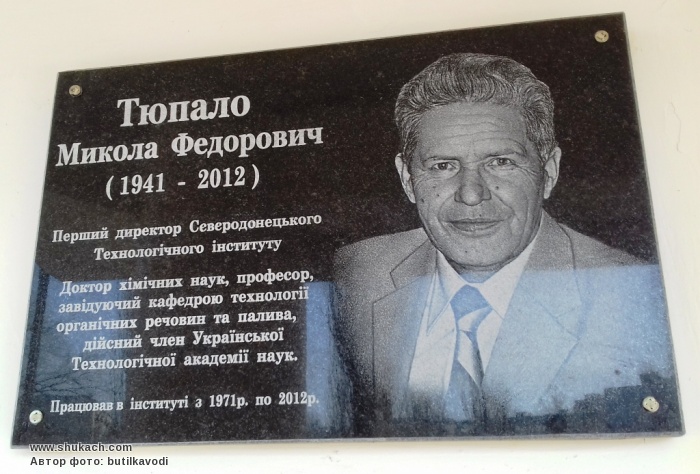 Тюпало
Микола Федорович
(1941 - 2012)
Перший директор Северодонецького
Технологічного інституту
Доктор хімічних наук, професор,
завідуючий кафедрою технології
органічних речовин та палива,
дійсний член Української
Технологічної академії наук.
Працював в інституті з 1971р. по 2012р.
www.shukach.com
Автор фото: butilkavodi